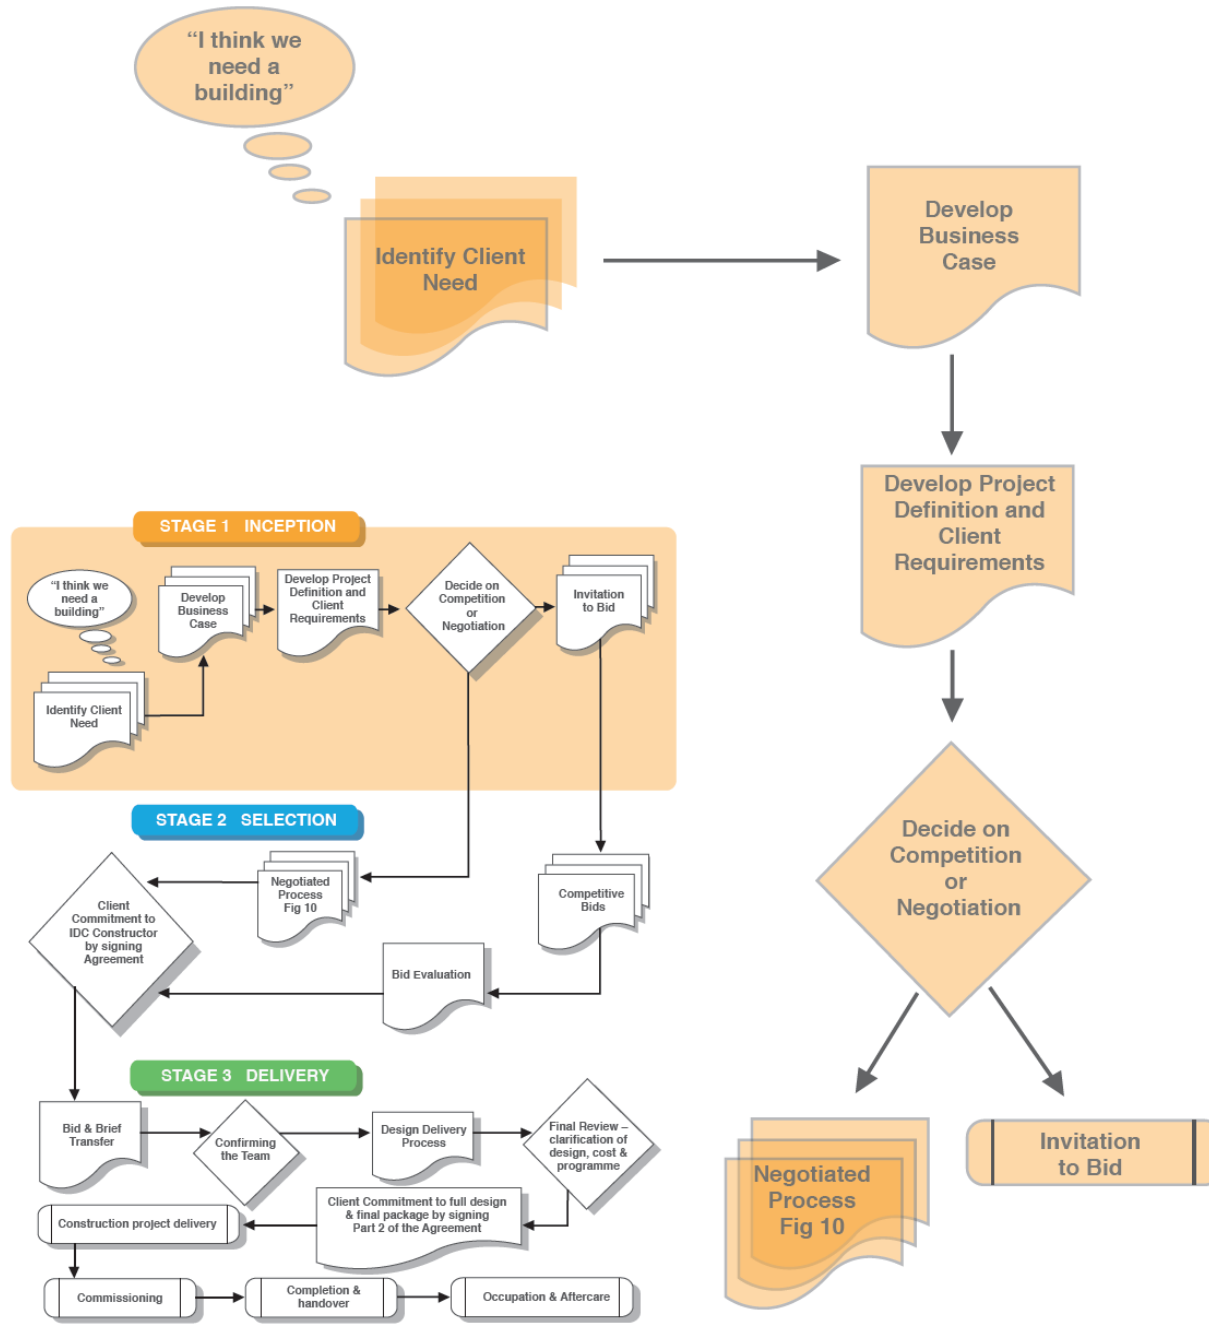 “I think we
need a
building”
Identify Client
Need
Develop
Business
Case
Develop Project
Definition and
Client
Requirements
Decide on
Competition
or
Negotiation
Negotiated
Process
Fig 10
Invitation
to Bid
STAGE 1 INCEPTION
“I think we
need a
building”
Identify Client
Need
Develop
Business
Case
Develop Project
Definition and
Client
Requirements
Decide on
Competition
or
Negotiation
Invitation
to Bid
STAGE 2 SELECTION
Client
Commitment to
IDC Constructor
by signing
Agreement
Negotiated
Process
Fig 10
Competitive
Bids
Bid Evaluation
STAGE 3 DELIVERY
Bid & Brief
Transfer
Confirming
the Team
Design Delivery
Process
Final Review –
clarification of
design, cost &
programme
Client Commitment to full design
& final package by signing
Part 2 of the Agreement
Construction project delivery
Commissioning
Completion &
handover
Occupation & Aftercare